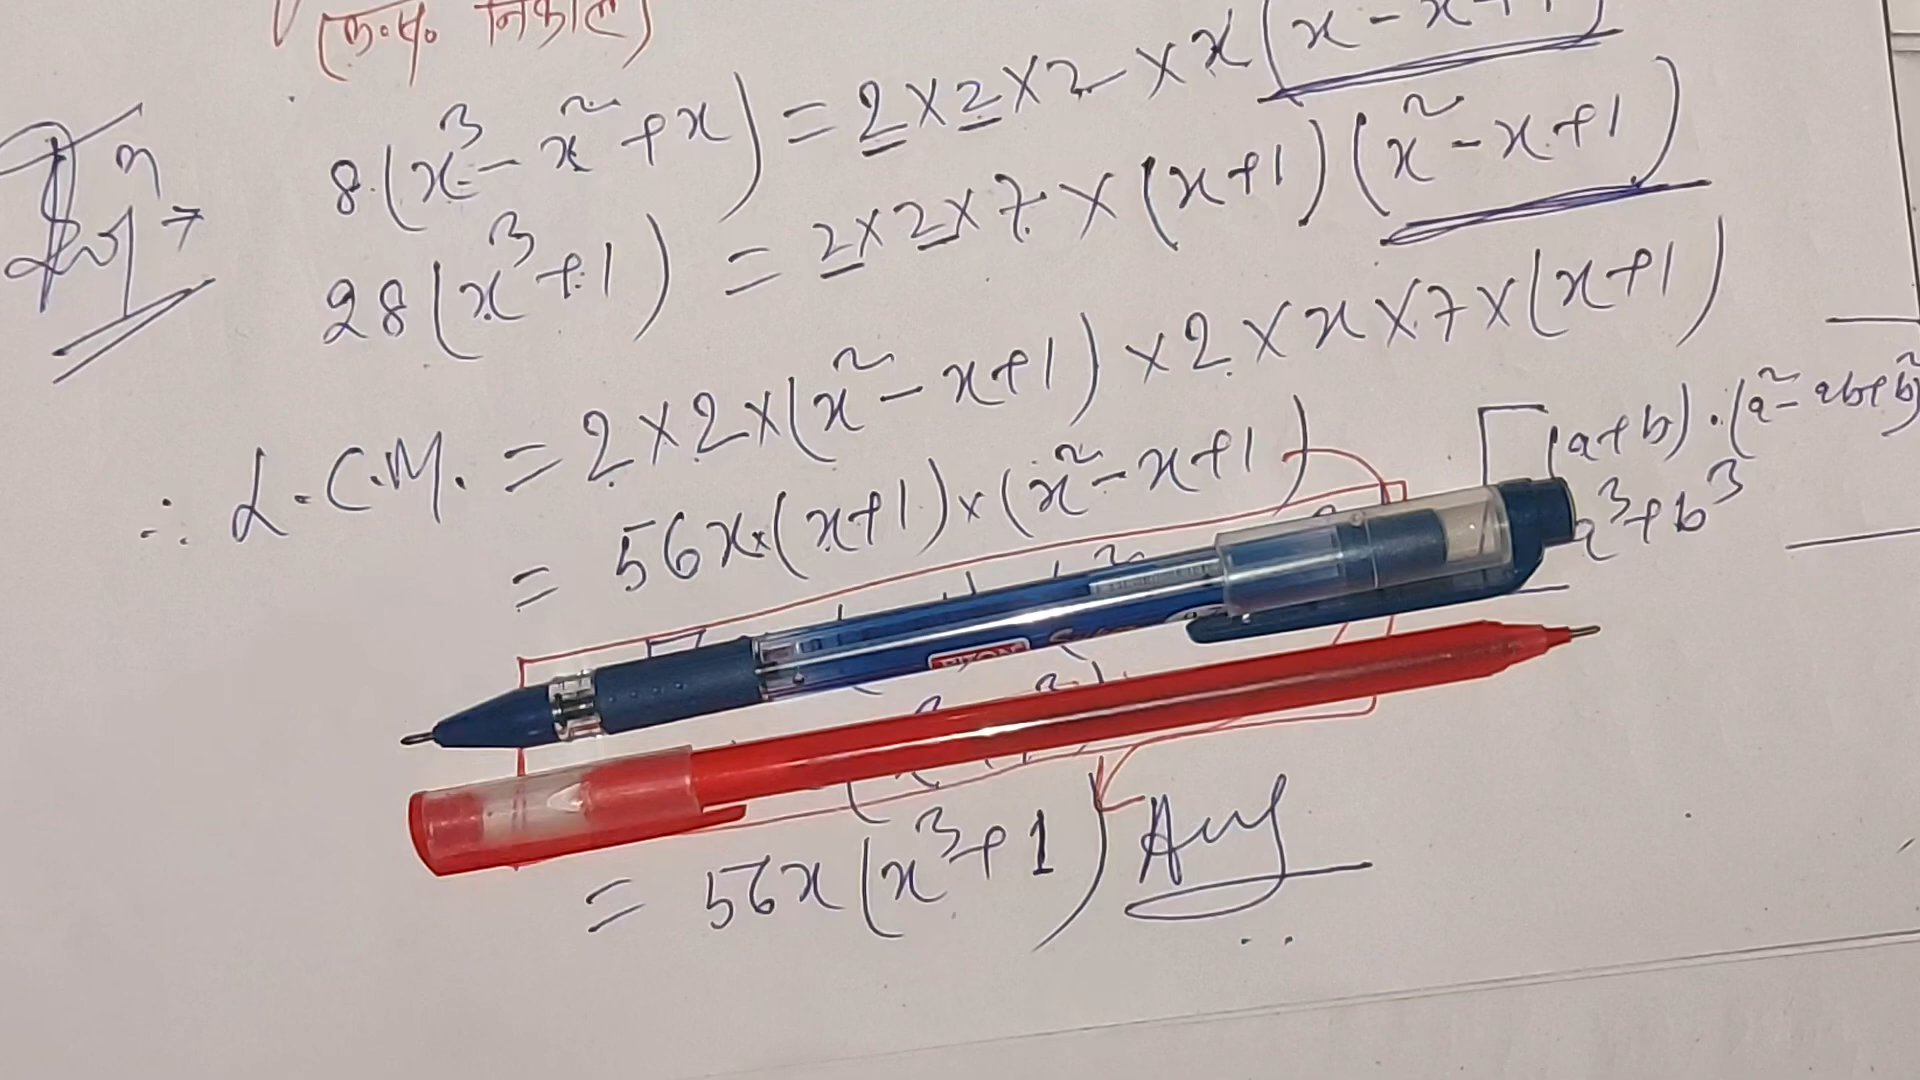 (ल.स. निकालें)
Solⁿ → 8(x³ - x² + x) = 2 × 2 × 2 × x(x² - x + 1)
28(x³ + 1) = 2 × 2 × 7 × (x+1)(x² - x + 1)
∴ L.C.M. = 2 × 2 × (x² - x + 1) × 2 × x × 7 × (x+1)
= 56x × (x+1) × (x² - x + 1)
[(a+b)·(a² - ab + b²)
a³ + b³
= 56x(x³ + 1) Ans